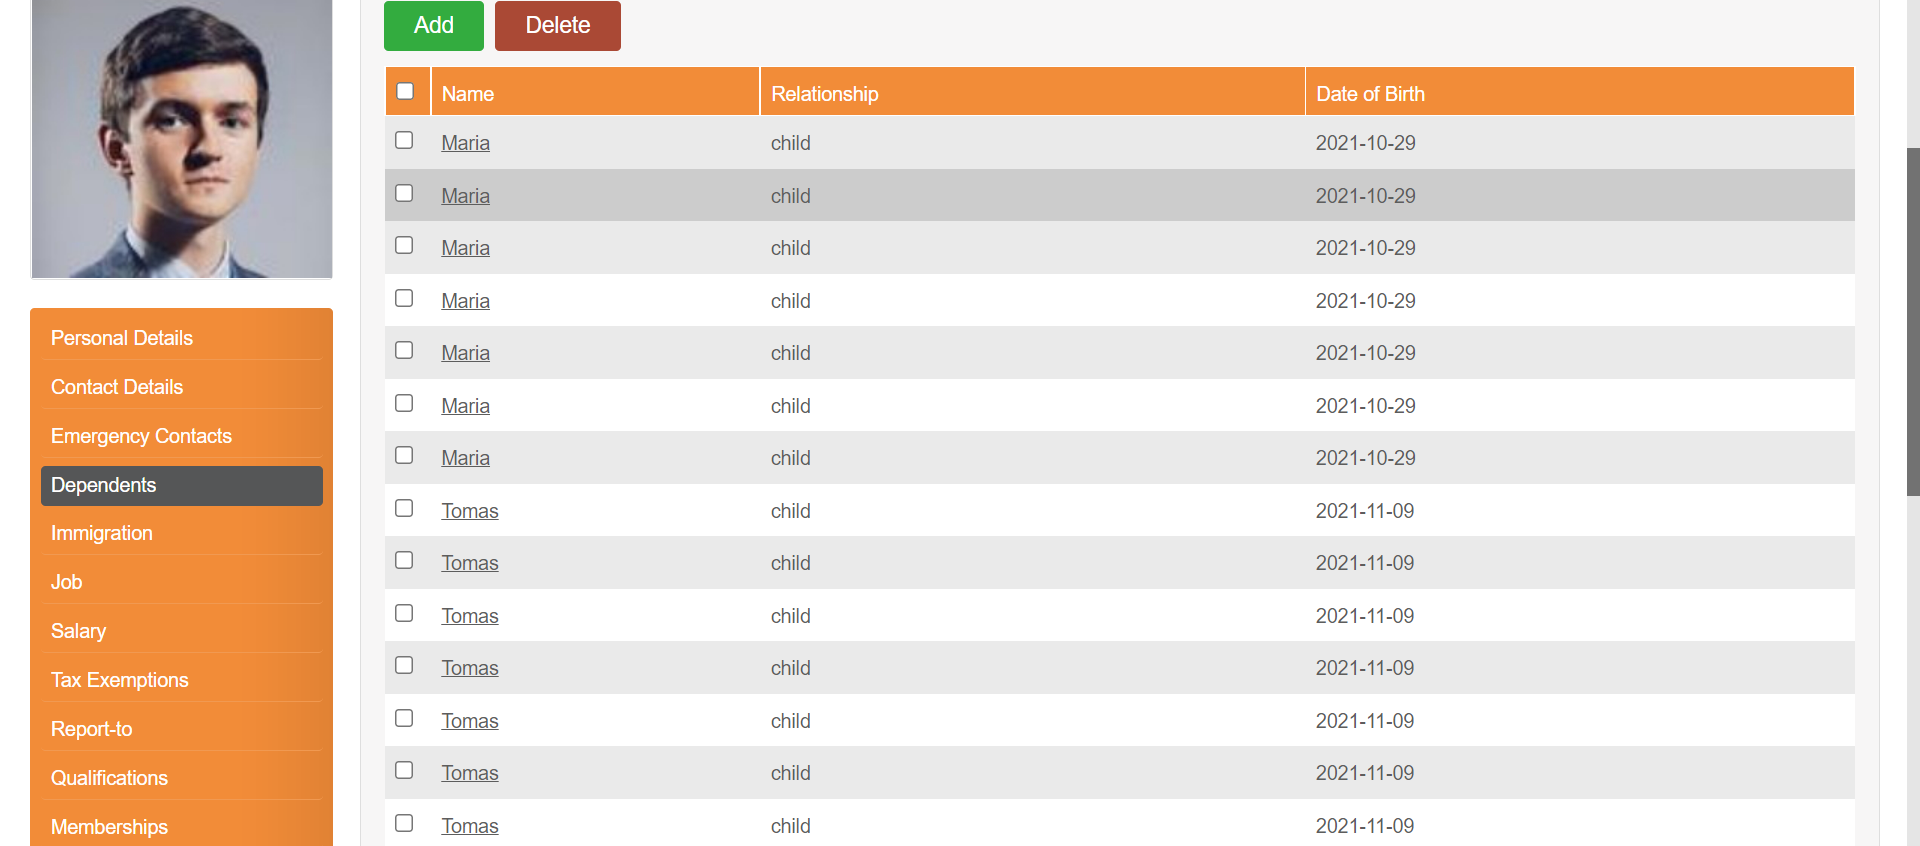 Add Delete
Name Relationship Date of Birth
Maria child 2021-10-29
Maria child 2021-10-29
Maria child 2021-10-29
Maria child 2021-10-29
Maria child 2021-10-29
Maria child 2021-10-29
Maria child 2021-10-29
Tomas child 2021-11-09
Tomas child 2021-11-09
Tomas child 2021-11-09
Tomas child 2021-11-09
Tomas child 2021-11-09
Tomas child 2021-11-09
Tomas child 2021-11-09
Personal Details
Contact Details
Emergency Contacts
Dependents
Immigration
Job
Salary
Tax Exemptions
Report-to
Qualifications
Memberships